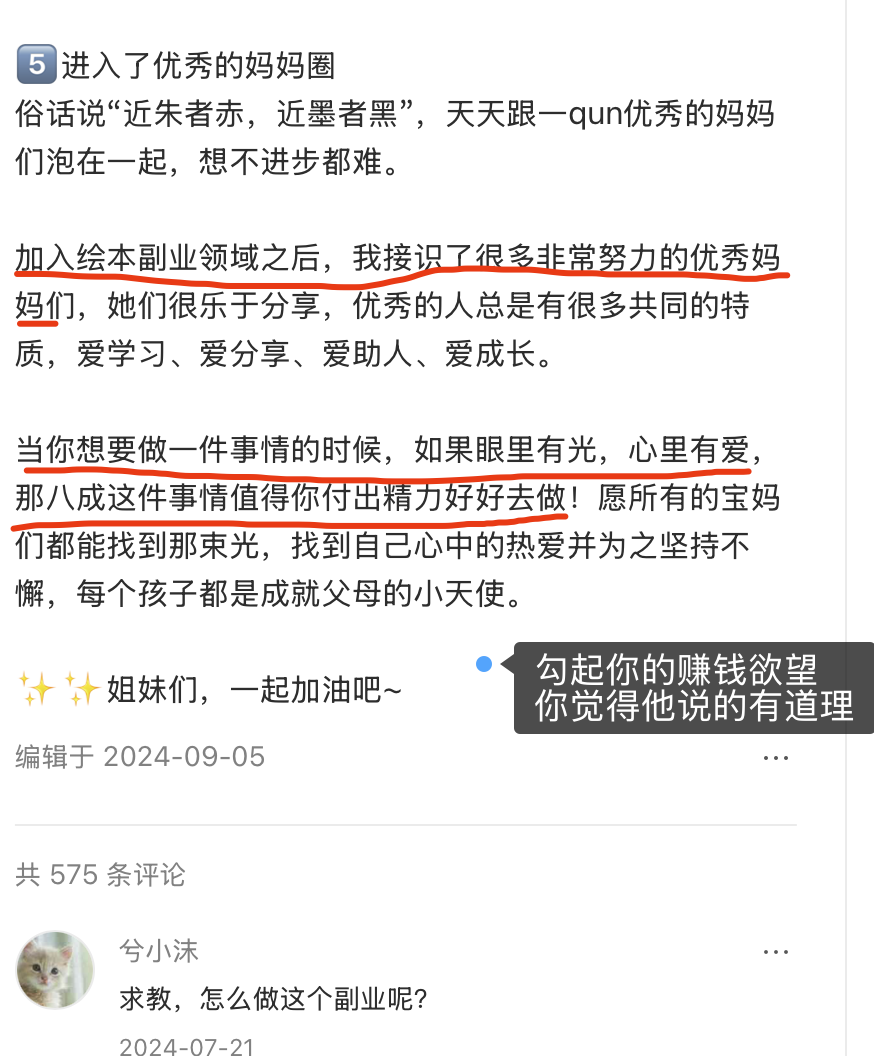 5️⃣进入了优秀的妈妈圈
俗话说“近朱者赤，近墨者黑”，天天跟一qun优秀的妈妈
们泡在一起，想不进步都难。
加入绘本副业领域之后，我接识了很多非常努力的优秀妈
妈们，她们很乐于分享，优秀的人总是有很多共同的特
质，爱学习、爱分享、爱助人、爱成长。
当你想要做一件事情的时候，如果眼里有光，心里有爱，
那八成这件事情值得你付出精力好好去做！愿所有的宝妈
们都能找到那束光，找到自己心中的热爱并为之坚持不
懈，每个孩子都是成就父母的小天使。
✨✨姐妹们，一起加油吧~
勾起你的赚钱欲望
你觉得他说的有道理
编辑于 2024-09-05
共 575 条评论
兮小沫
求教，怎么做这个副业呢?
2024-07-21